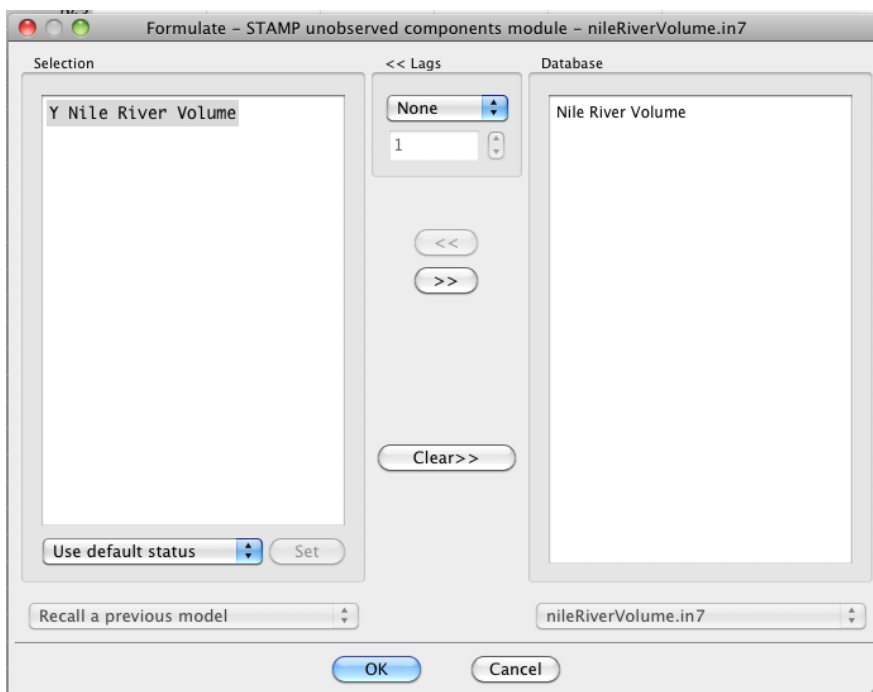 Formulate – STAMP unobserved components module – nileRiverVolume.in7
Selection
<< Lags
Database
Y Nile River Volume
None
1
Nile River Volume
<<
>>
Clear>>
Use default status
Set
Recall a previous model
nileRiverVolume.in7
OK
Cancel